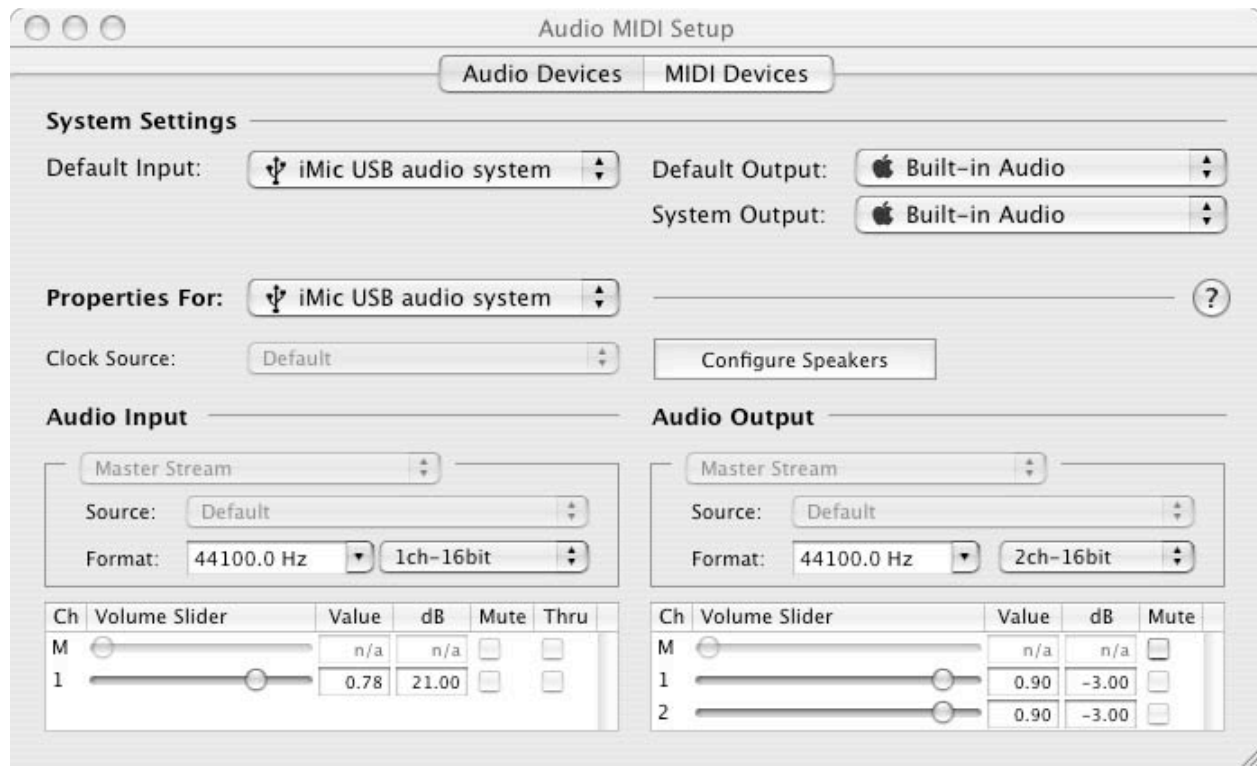 Audio MIDI Setup
Audio Devices MIDI Devices
System Settings
Default Input: iMic USB audio system
Default Output: Built-in Audio
System Output: Built-in Audio
Properties For: iMic USB audio system
?
Clock Source: Default
Configure Speakers
Audio Input
Master Stream
Source: Default
Format: 44100.0 Hz 1ch-16bit
Ch Volume Slider Value dB Mute Thru
M n/a n/a
1 0.78 21.00
Audio Output
Master Stream
Source: Default
Format: 44100.0 Hz 2ch-16bit
Ch Volume Slider Value dB Mute
M n/a n/a
1 0.90 -3.00
2 0.90 -3.00